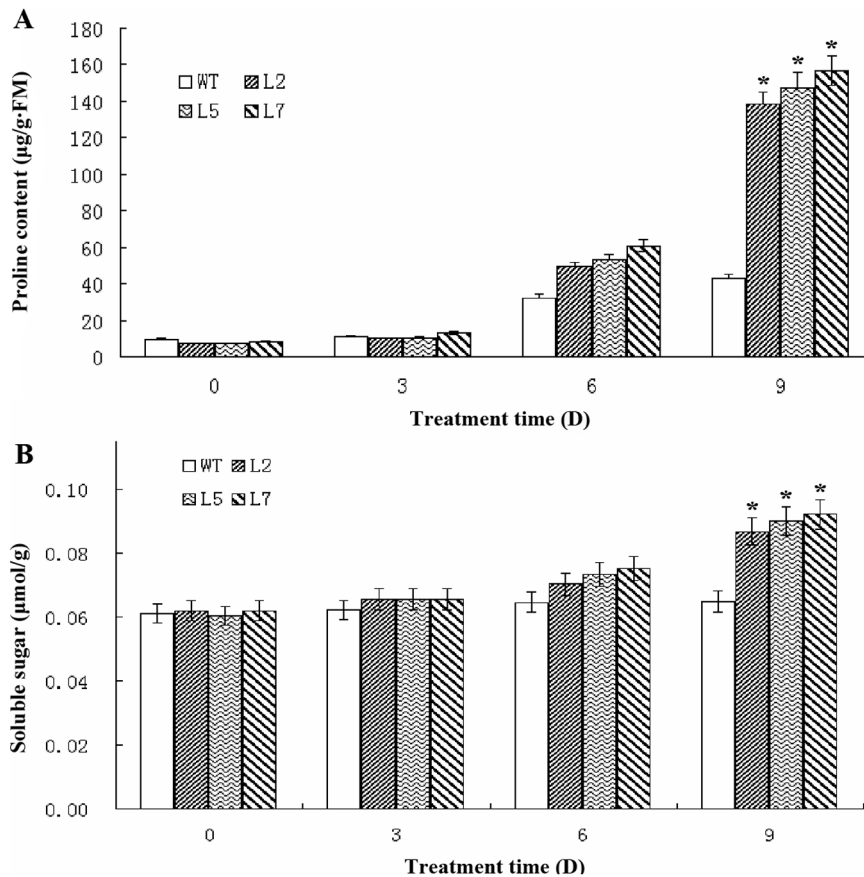 A
Proline content (μg/g·FM)
180
160
140
120
100
80
60
40
20
0
WT L2
L5 L7
* * *
0 3 6 9
Treatment time (D)
B
Soluble sugar (μmol/g)
0.10
0.08
0.06
0.04
0.02
0.00
WT L2
L5 L7
* * *
0 3 6 9
Treatment time (D)